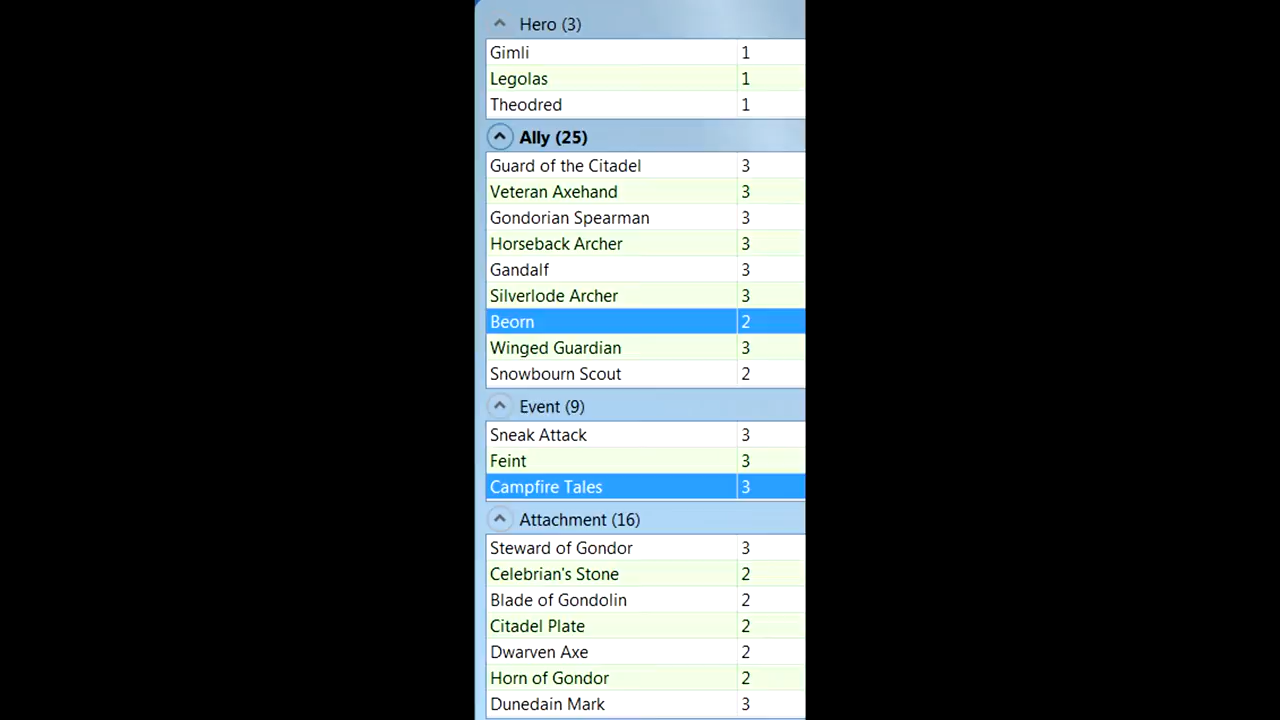 Hero (3)
Gimli 1
Legolas 1
Theodred 1
Ally (25)
Guard of the Citadel 3
Veteran Axehand 3
Gondorian Spearman 3
Horseback Archer 3
Gandalf 3
Silverlode Archer 3
Beorn 2
Winged Guardian 3
Snowbourn Scout 2
Event (9)
Sneak Attack 3
Feint 3
Campfire Tales 3
Attachment (16)
Steward of Gondor 3
Celebrian's Stone 2
Blade of Gondolin 2
Citadel Plate 2
Dwarven Axe 2
Horn of Gondor 2
Dunedain Mark 3